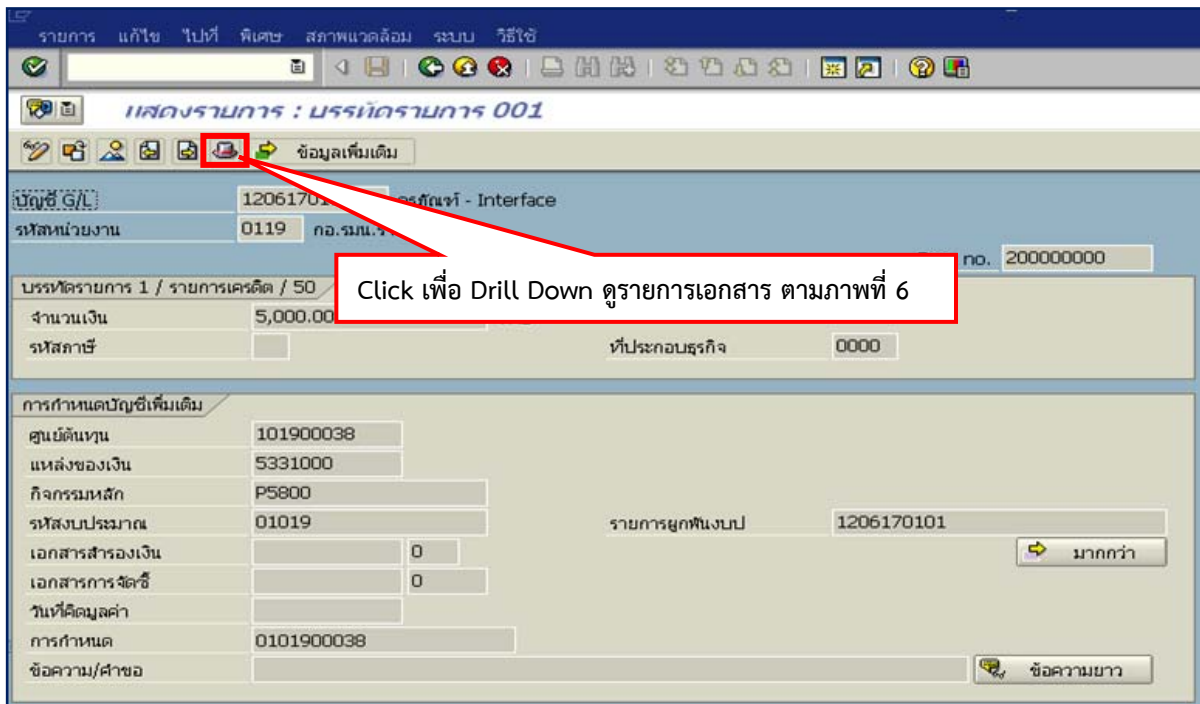 รายการ แก้ไข ไปที่ พิเศษ สภาพแวดล้อม ระบบ วิธีใช้
แสดงรายการ : บรรทัดรายการ 001
ข้อมูลเพิ่มเติม
บัญชี G/L 12061701 ครุภัณฑ์ - Interface
รหัสหน่วยงาน 0119 กอ.รมน.
no. 200000000
Click เพื่อ Drill Down ดูรายการเอกสาร ตามภาพที่ 6
บรรทัดรายการ 1 / รายการเครดิต / 50
จำนวนเงิน 5,000.00
รหัสภาษี ที่ประกอบธุรกิจ 0000
การกำหนดบัญชีเพิ่มเติม
ศูนย์ต้นทุน 101900038
แหล่งของเงิน 5331000
กิจกรรมหลัก P5800
รหัสงบประมาณ 01019 รายการผูกพันงบป 1206170101
เอกสารสำรองเงิน 0 มากกว่า
เอกสารการจัดซื้ 0
วันที่คิดมูลค่า
การกำหนด 0101900038
ข้อความ/คำขอ ข้อความยาว